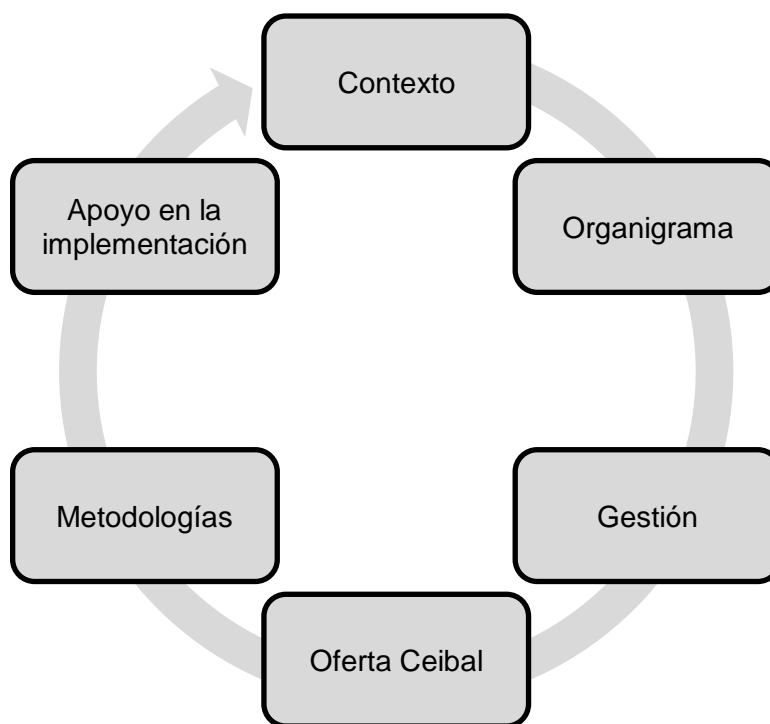 Contexto
Organigrama
Gestión
Oferta Ceibal
Metodologías
Apoyo en la
implementación